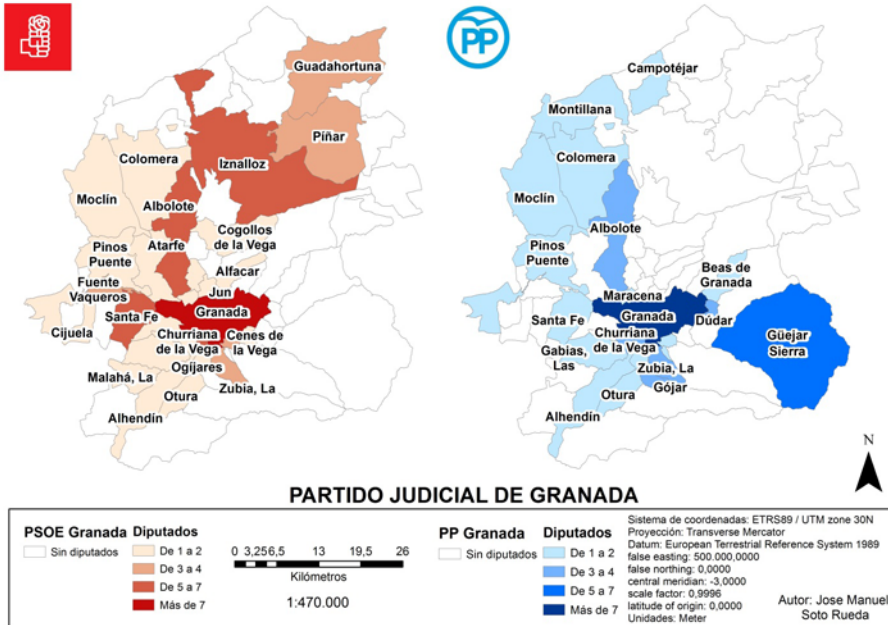 PP
Guadahortuna
Píñar
Iznalloz
Colomera
Moclín
Albolote
Cogollos
de la Vega
Pinos
Puente
Atarfe
Alfacar
Fuente
Vaqueros
Jun
Granada
Santa Fe
Cijuela
Churriana
de la Vega
Cenes de
la Vega
Ogíjares
Malahá, La
Zubia, La
Otura
Alhendín
Campotéjar
Montillana
Colomera
Moclín
Albolote
Pinos
Puente
Beas de
Granada
Maracena
Granada
Dúdar
Santa Fe
Churriana
de la Vega
Güejar
Sierra
Gabias,
Las
Zubia, La
Gójar
Otura
Alhendín
N
PARTIDO JUDICIAL DE GRANADA
PSOE Granada
Sin diputados
Diputados
De 1 a 2
De 3 a 4
De 5 a 7
Más de 7
0 3,25 6,5 13 19,5 26
Kilómetros
1:470.000
PP Granada
Sin diputados
Diputados
De 1 a 2
De 3 a 4
De 5 a 7
Más de 7
Sistema de coordenadas: ETRS89 / UTM zone 30N
Proyección: Transverse Mercator
Datum: European Terrestrial Reference System 1989
false easting: 500.000,0000
false northing: 0,0000
central meridian: -3,0000
scale factor: 0,9996
latitude of origin: 0,0000
Unidades: Meter
Autor: Jose Manuel
Soto Rueda